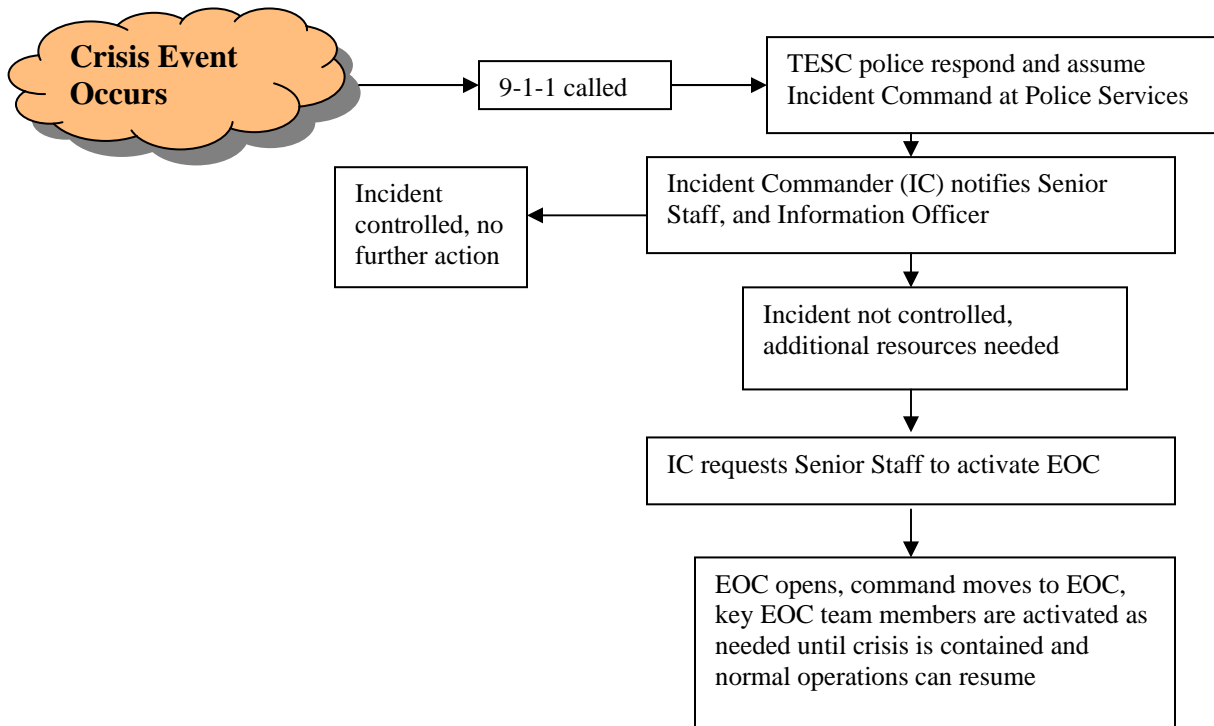 Crisis Event
Occurs
9-1-1 called
TESC police respond and assume
Incident Command at Police Services
Incident
controlled, no
further action
Incident Commander (IC) notifies Senior
Staff, and Information Officer
Incident not controlled,
additional resources needed
IC requests Senior Staff to activate EOC
EOC opens, command moves to EOC,
key EOC team members are activated as
needed until crisis is contained and
normal operations can resume